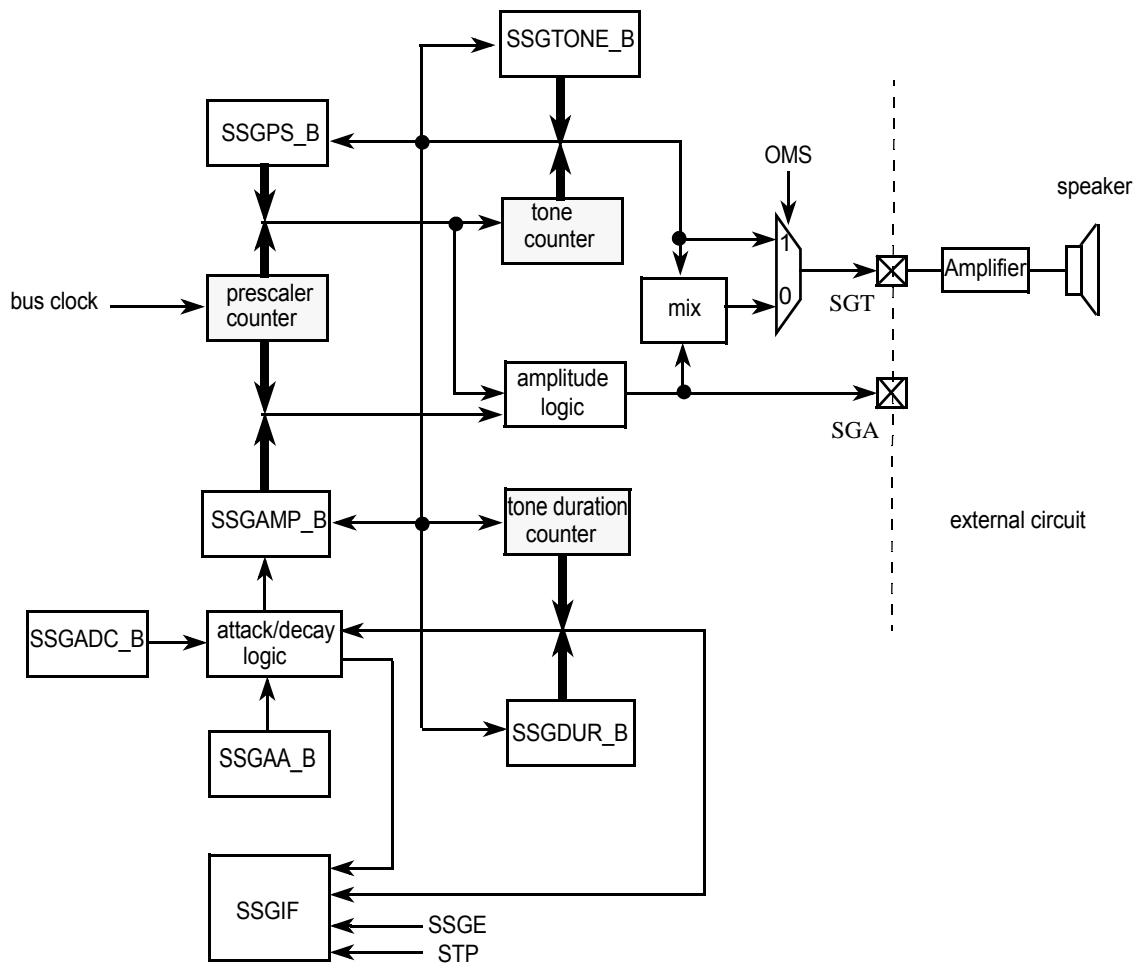 SSGTONE_B
SSGPS_B
OMS
speaker
tone
counter
1
Amplifier
bus clock
prescaler
counter
mix
0
SGT
amplitude
logic
SGA
SSGAMP_B
tone duration
counter
external circuit
SSGADC_B
attack/decay
logic
SSGDUR_B
SSGAA_B
SSGIF
SSGE
STP